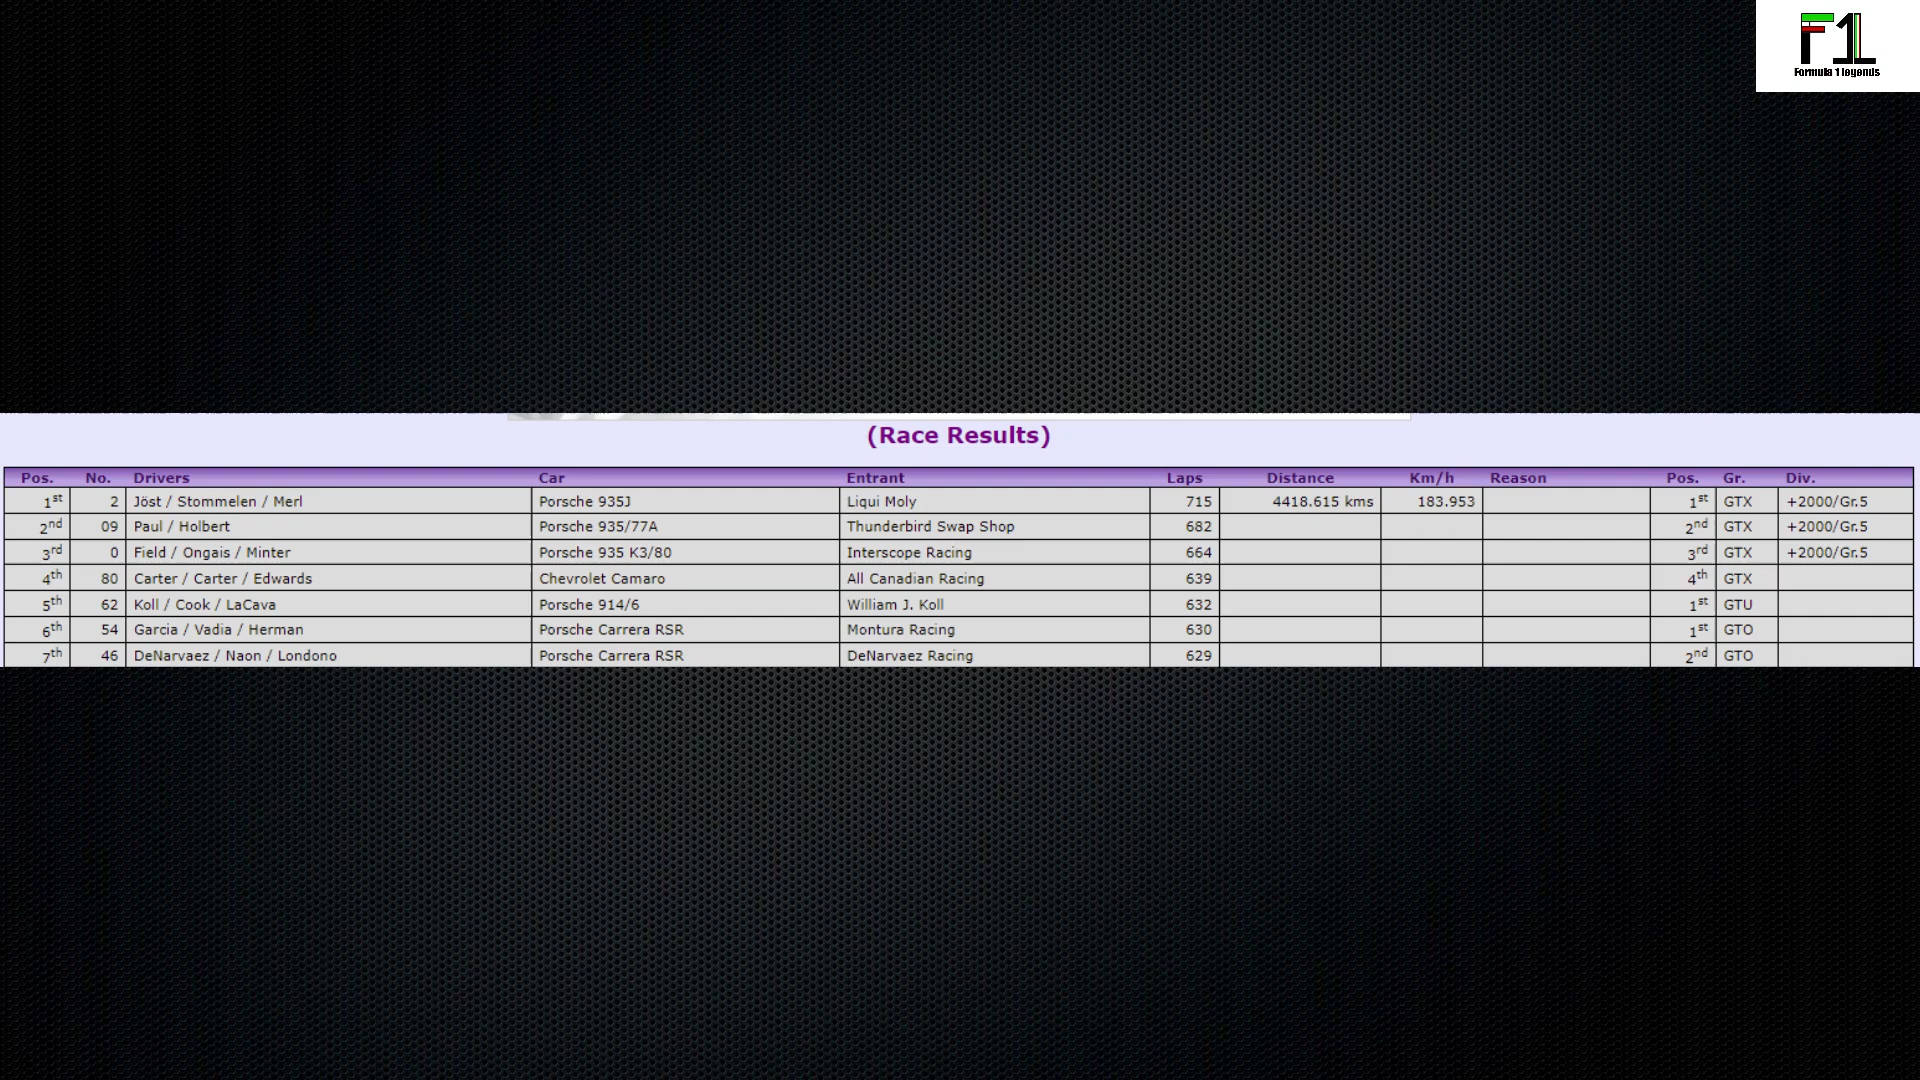 F1L
Formula 1 legends
(Race Results)
Pos. No. Drivers Car Entrant Laps Distance Km/h Reason Pos. Gr. Div.
1st 2 Jöst / Stommelen / Merl Porsche 935J Liqui Moly 715 4418.615 kms 183.953 1st GTX +2000/Gr.5
2nd 09 Paul / Holbert Porsche 935/77A Thunderbird Swap Shop 682 2nd GTX +2000/Gr.5
3rd 0 Field / Ongais / Minter Porsche 935 K3/80 Interscope Racing 664 3rd GTX +2000/Gr.5
4th 80 Carter / Carter / Edwards Chevrolet Camaro All Canadian Racing 639 4th GTX
5th 62 Koll / Cook / LaCava Porsche 914/6 William J. Koll 632 1st GTU
6th 54 Garcia / Vadia / Herman Porsche Carrera RSR Montura Racing 630 1st GTO
7th 46 DeNarvaez / Naon / Londono Porsche Carrera RSR DeNarvaez Racing 629 2nd GTO